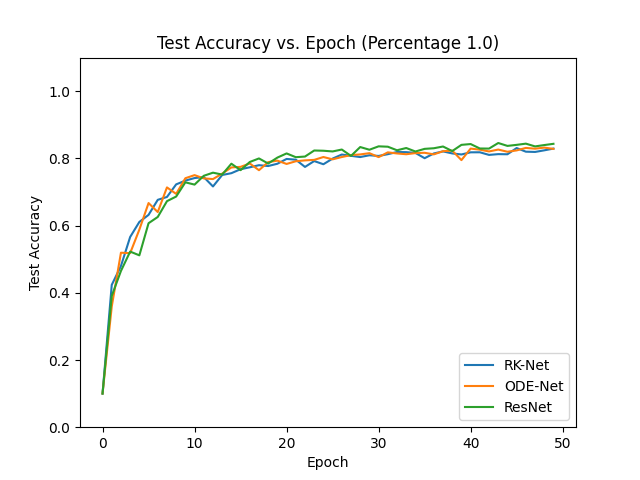 Test Accuracy vs. Epoch (Percentage 1.0)
Test Accuracy
1.0
0.8
0.6
0.4
0.2
0.0
0 10 20 30 40 50
Epoch
RK-Net
ODE-Net
ResNet